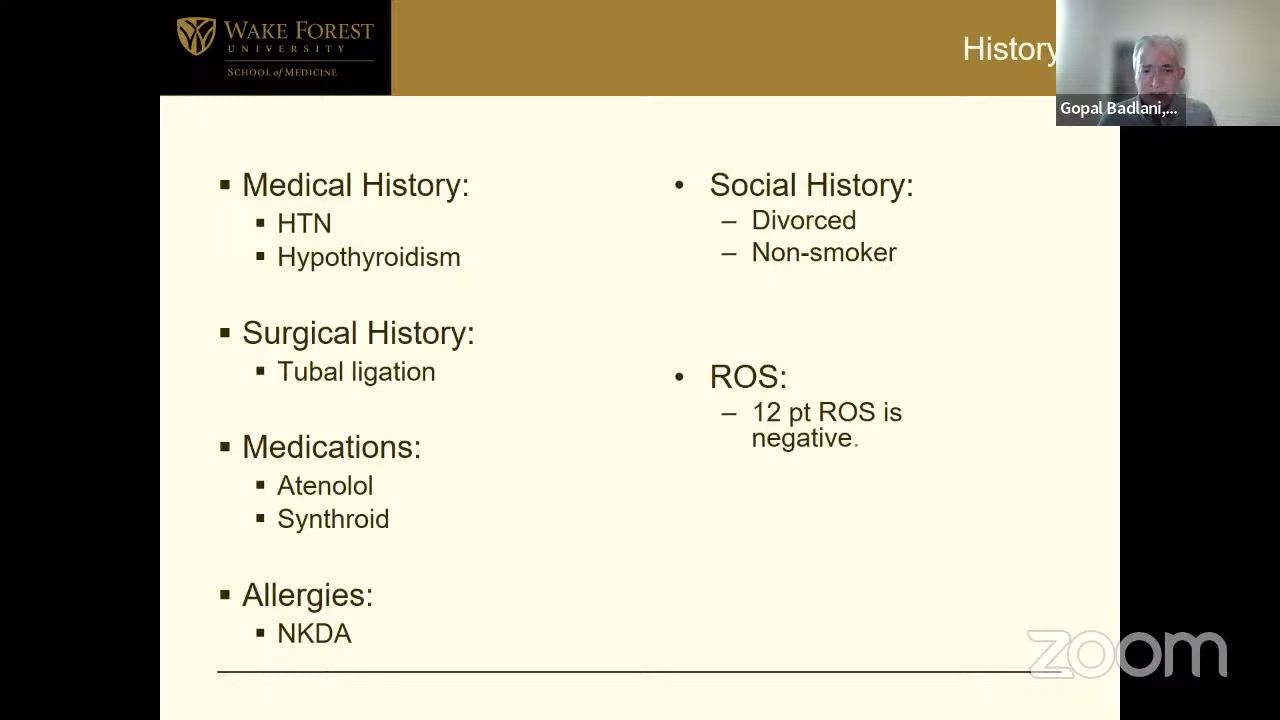 WAKE FOREST
UNIVERSITY
SCHOOL of MEDICINE
History
Gopal Badlani,...
▪ Medical History:
▪ HTN
▪ Hypothyroidism
▪ Surgical History:
▪ Tubal ligation
▪ Medications:
▪ Atenolol
▪ Synthroid
▪ Allergies:
▪ NKDA
• Social History:
– Divorced
– Non-smoker
• ROS:
– 12 pt ROS is
negative.
zoom